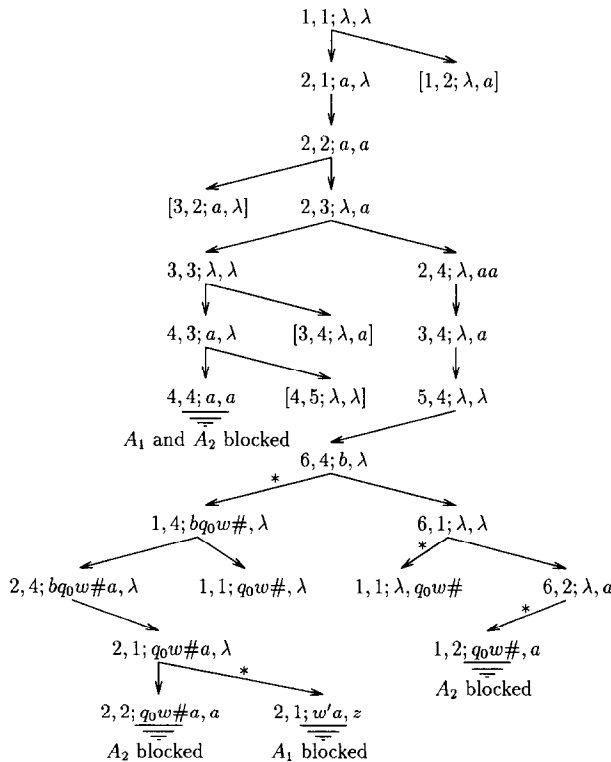 1, 1; λ, λ
2, 1; a, λ [1, 2; λ, a]
2, 2; a, a
[3, 2; a, λ] 2, 3; λ, a
3, 3; λ, λ 2, 4; λ, aa
4, 3; a, λ [3, 4; λ, a] 3, 4; λ, a
4, 4; a, a [4, 5; λ, λ] 5, 4; λ, λ
A₁ and A₂ blocked
6, 4; b, λ
*
1, 4; bq₀w#, λ 6, 1; λ, λ
*
2, 4; bq₀w#a, λ 1, 1; q₀w#, λ 1, 1; λ, q₀w# 6, 2; λ, a
*
2, 1; q₀w#a, λ 1, 2; q₀w#, a
* A₂ blocked
2, 2; q₀w#a, a 2, 1; w′a, z
A₂ blocked A₁ blocked